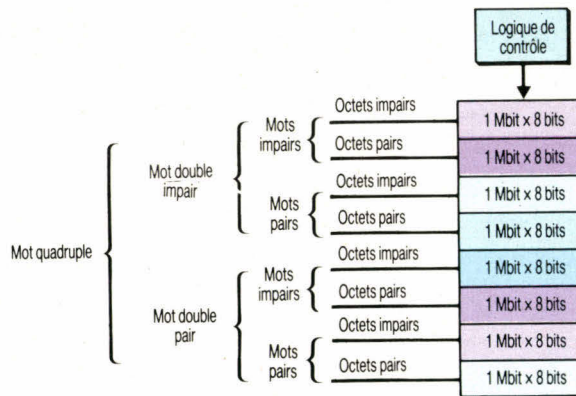 Logique de
contrôle
Octets impairs
1 Mbit × 8 bits
Mots
impairs
Octets pairs
1 Mbit × 8 bits
Mot double
impair
Octets impairs
1 Mbit × 8 bits
Mots
pairs
Octets pairs
1 Mbit × 8 bits
Mot quadruple
Octets impairs
1 Mbit × 8 bits
Mots
impairs
Octets pairs
1 Mbit × 8 bits
Mot double
pair
Octets impairs
1 Mbit × 8 bits
Mots
pairs
Octets pairs
1 Mbit × 8 bits